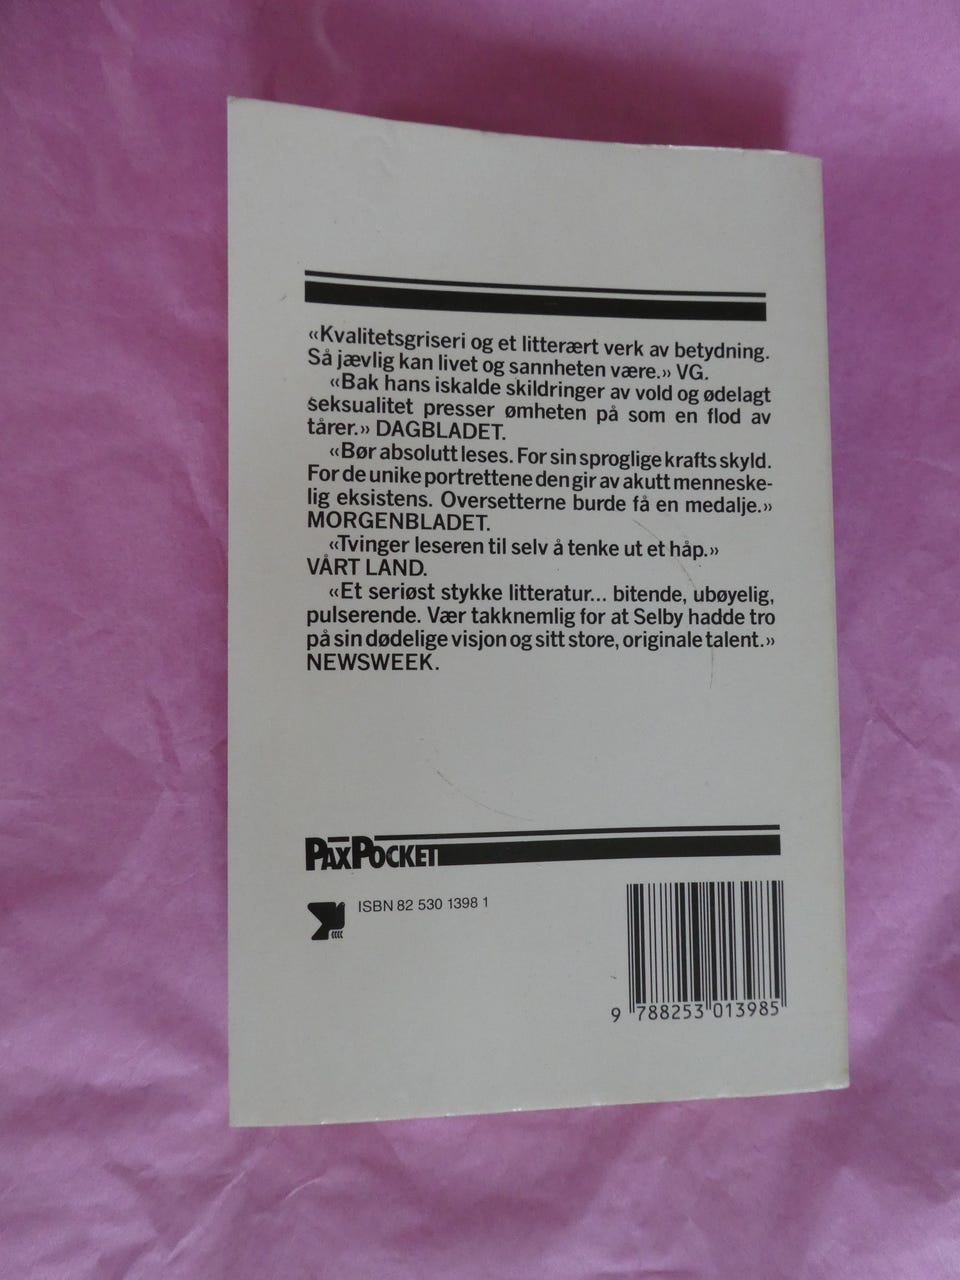 «Kvalitetsgriseri og et litterært verk av betydning.
Så jævlig kan livet og sannheten være.» VG.
«Bak hans iskalde skildringer av vold og ødelagt
seksualitet presser ømheten på som en flod av
tårer.» DAGBLADET.
«Bør absolutt leses. For sin sproglige krafts skyld.
For de unike portrettene den gir av akutt menneske-
lig eksistens. Oversetterne burde få en medalje.»
MORGENBLADET.
«Tvinger leseren til selv å tenke ut et håp.»
VÅRT LAND.
«Et seriøst stykke litteratur... bitende, ubøyelig,
pulserende. Vær takknemlig for at Selby hadde tro
på sin dødelige visjon og sitt store, originale talent.»
NEWSWEEK.
PAXPOCKET
ISBN 82 530 1398 1
9 788253 013985